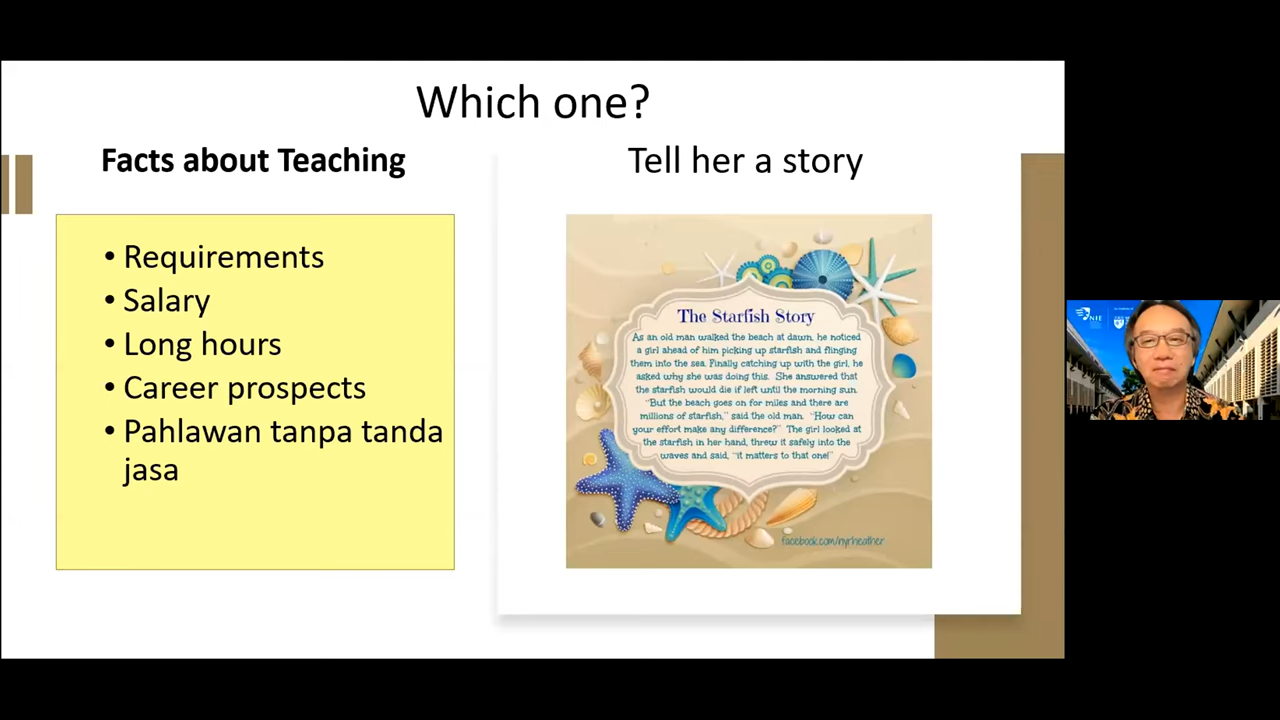 Which one?
Facts about Teaching
• Requirements
• Salary
• Long hours
• Career prospects
• Pahlawan tanpa tanda
jasa
Tell her a story
The Starfish Story
As an old man walked the beach at dawn, he noticed
a girl ahead of him picking up starfish and flinging
them into the sea. Finally catching up with the girl, he
asked why she was doing this. She answered that
the starfish would die if left until the morning sun.
"But the beach goes on for miles and there are
millions of starfish," said the old man. "How can
your effort make any difference?" The girl looked at
the starfish in her hand, threw it safely into the
waves and said, "it matters to that one!"
facebook.com/nyrheather
NIE